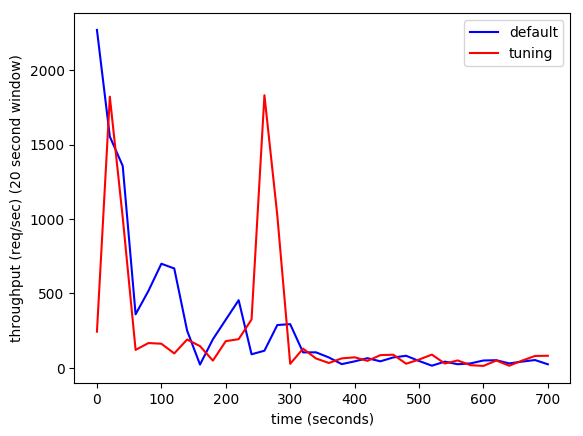 default
tuning
2000
1500
1000
500
0
throughput (req/sec) (20 second window)
0 100 200 300 400 500 600 700
time (seconds)